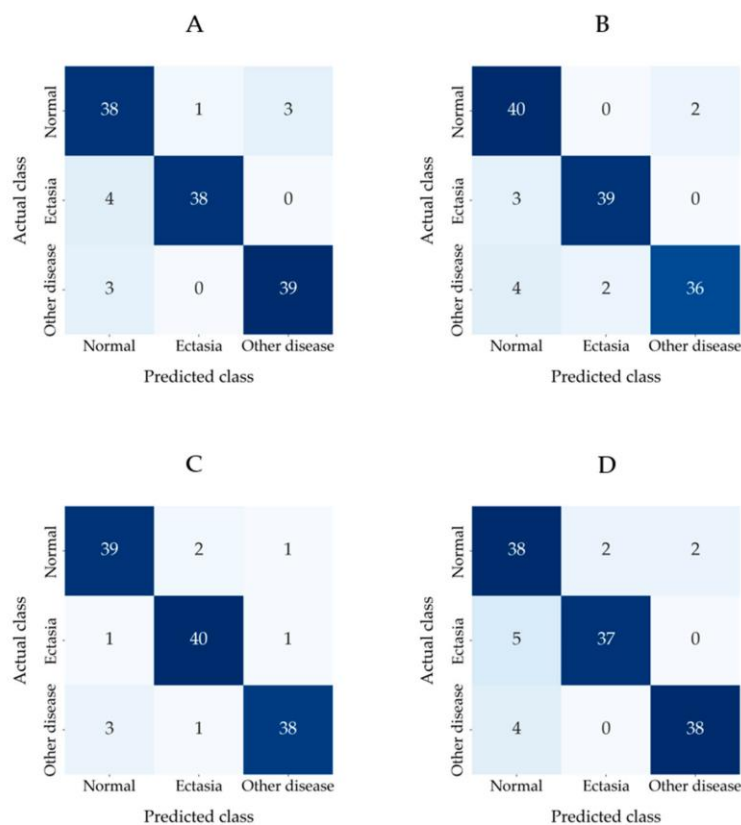 A
B
Actual class
Normal
38 1 3
Ectasia
4 38 0
Other disease
3 0 39
Normal Ectasia Other disease
Predicted class
Actual class
Normal
40 0 2
Ectasia
3 39 0
Other disease
4 2 36
Normal Ectasia Other disease
Predicted class
C
D
Actual class
Normal
39 2 1
Ectasia
1 40 1
Other disease
3 1 38
Normal Ectasia Other disease
Predicted class
Actual class
Normal
38 2 2
Ectasia
5 37 0
Other disease
4 0 38
Normal Ectasia Other disease
Predicted class